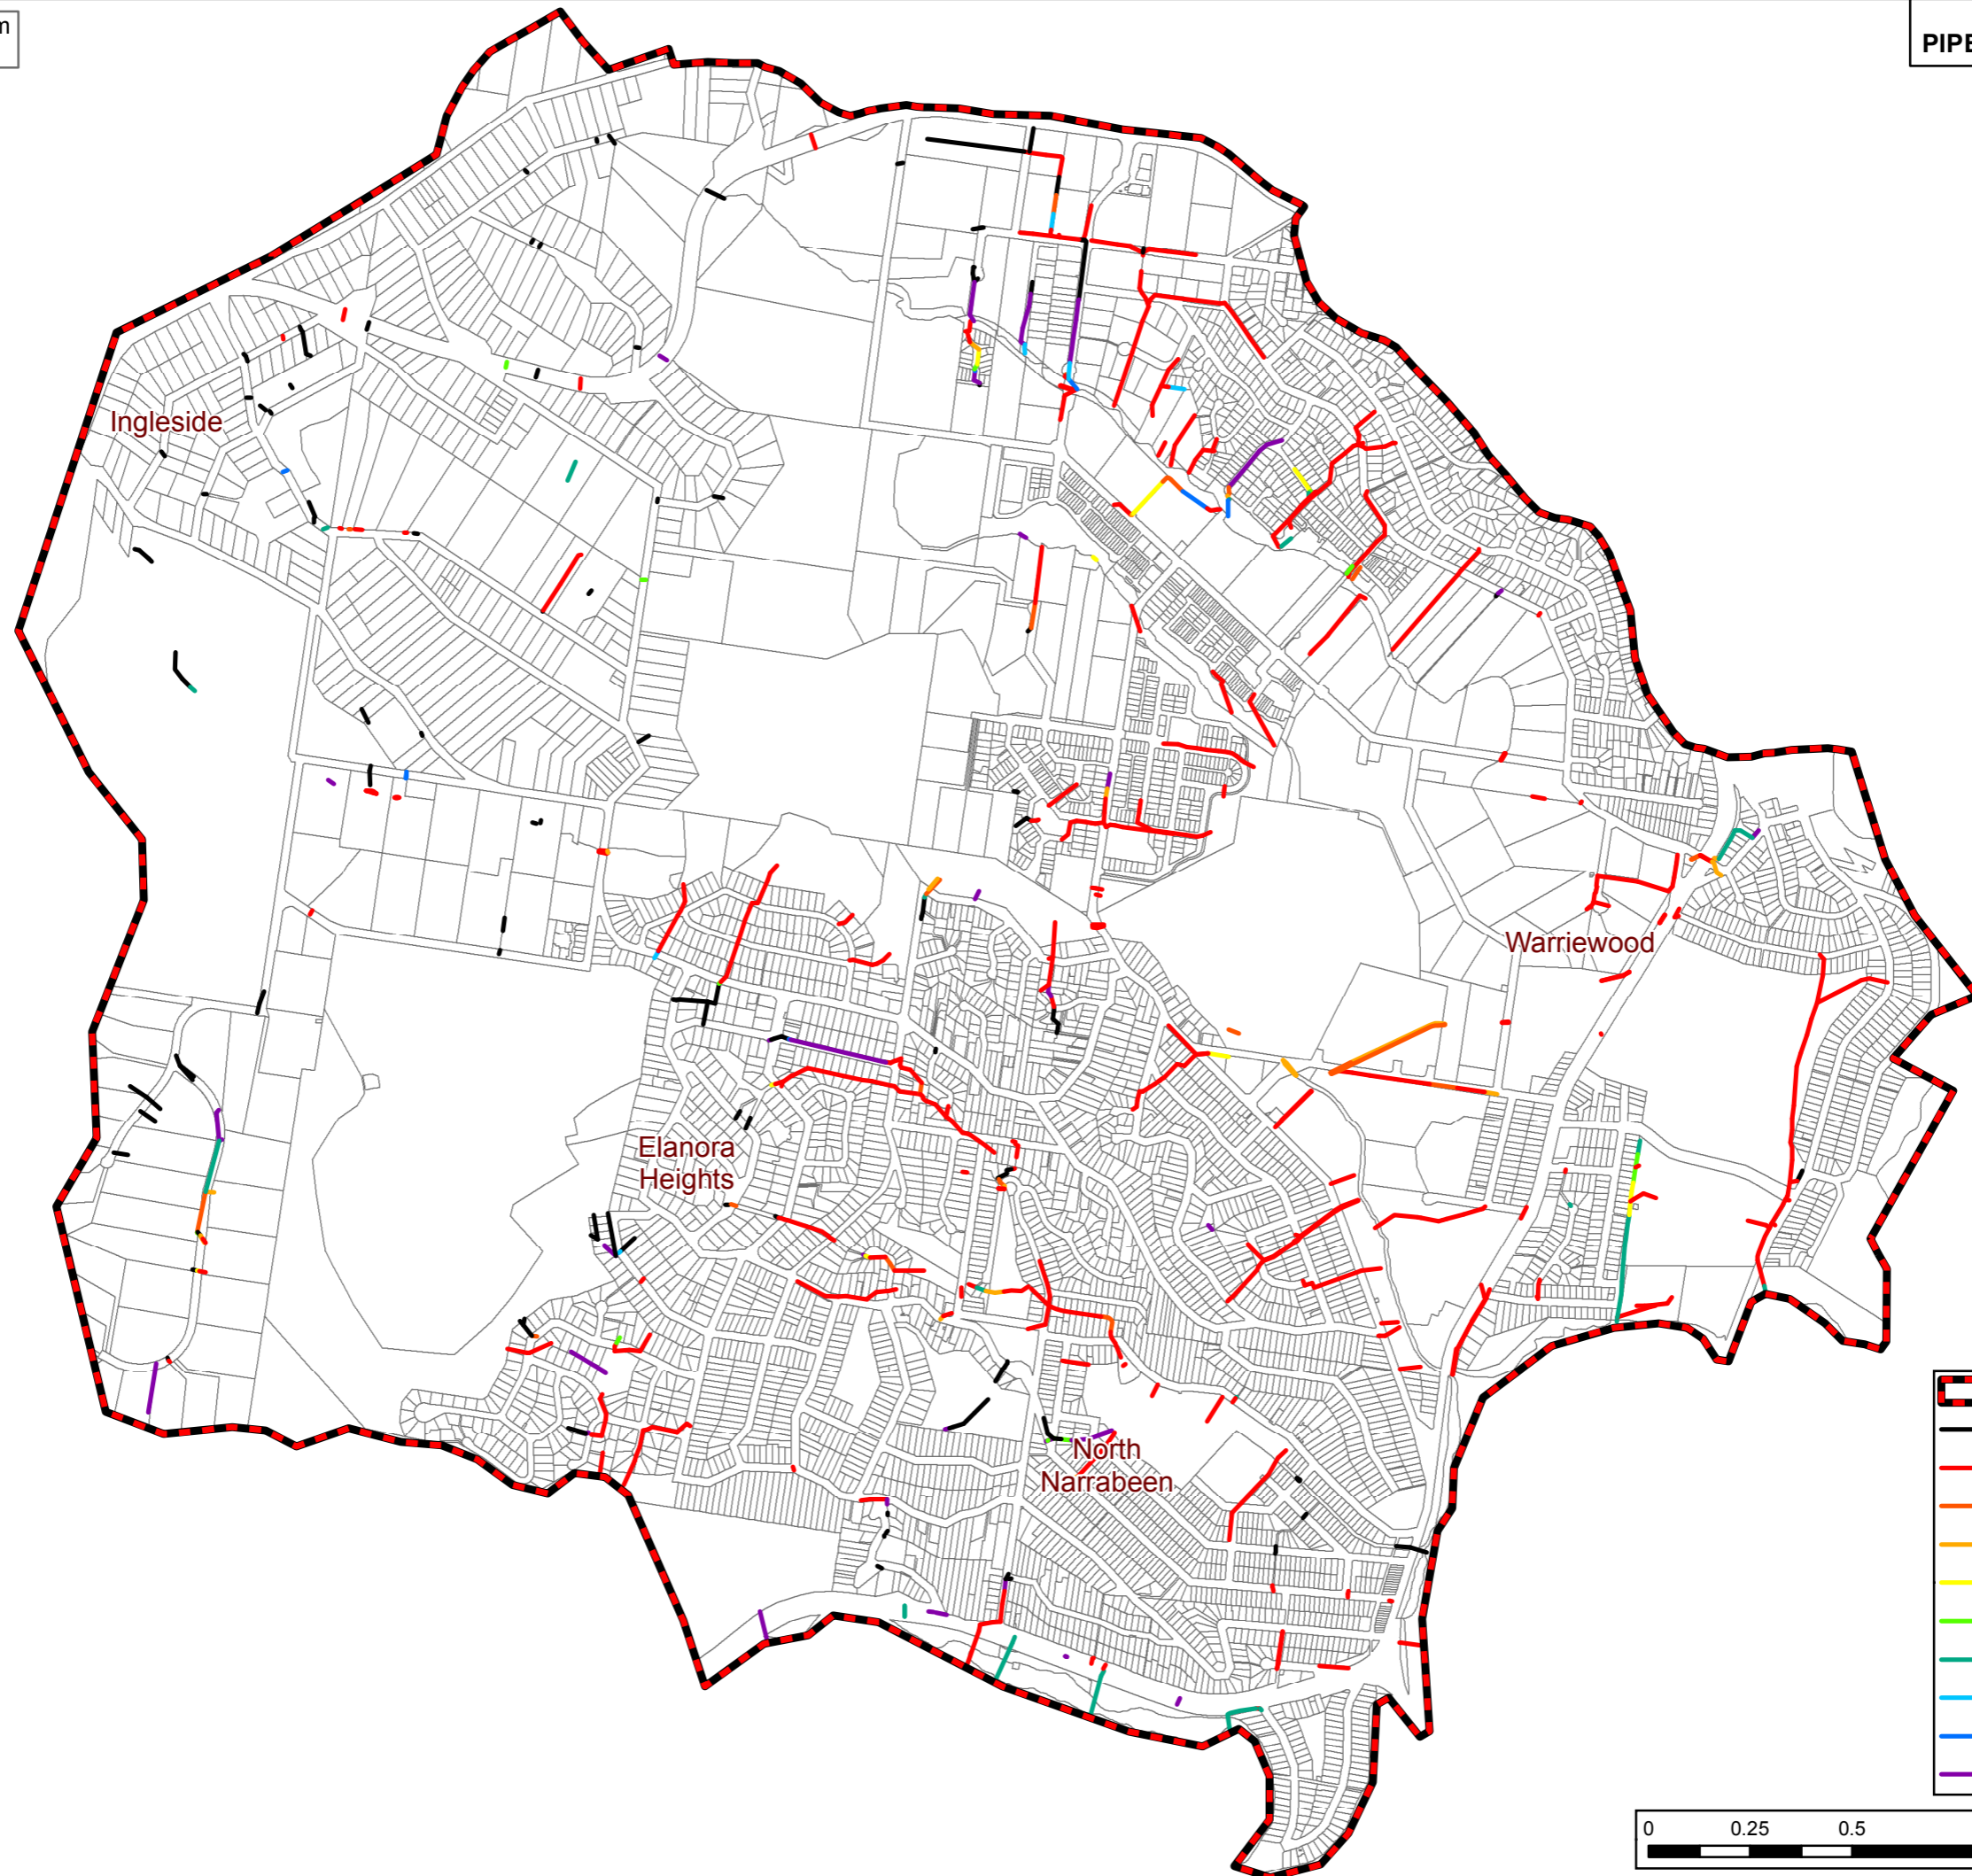 m
PIPE
Ingleside
Warriewood
Elanora
Heights
North
Narrabeen
0 0.25 0.5